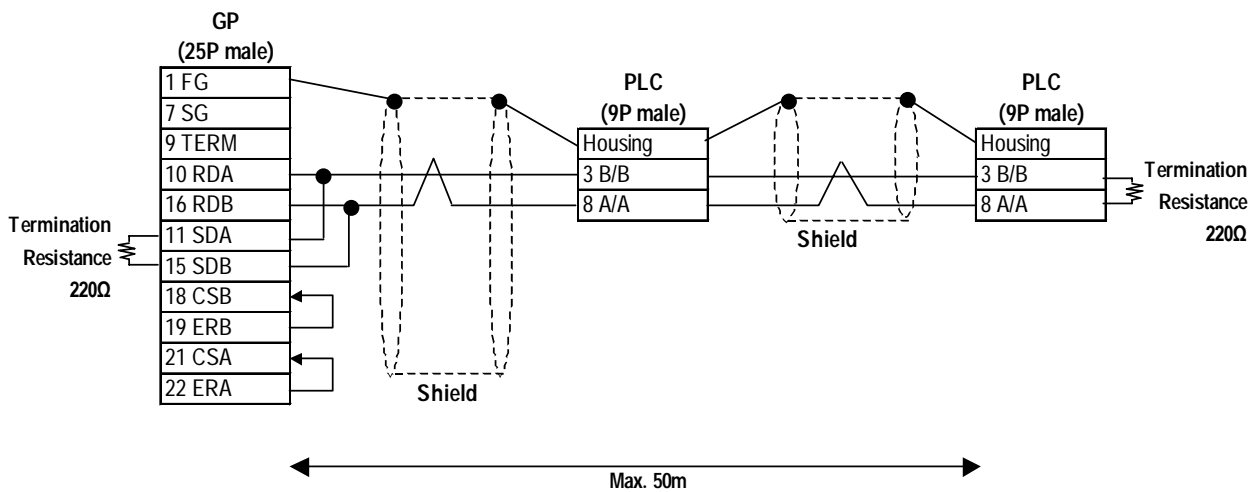 GP
(25P male)
1 FG
7 SG
9 TERM
10 RDA
16 RDB
11 SDA
15 SDB
18 CSB
19 ERB
21 CSA
22 ERA
Termination
Resistance
220Ω
Shield
PLC
(9P male)
Housing
3 B/B
8 A/A
Shield
PLC
(9P male)
Housing
3 B/B
8 A/A
Termination
Resistance
220Ω
Max. 50m